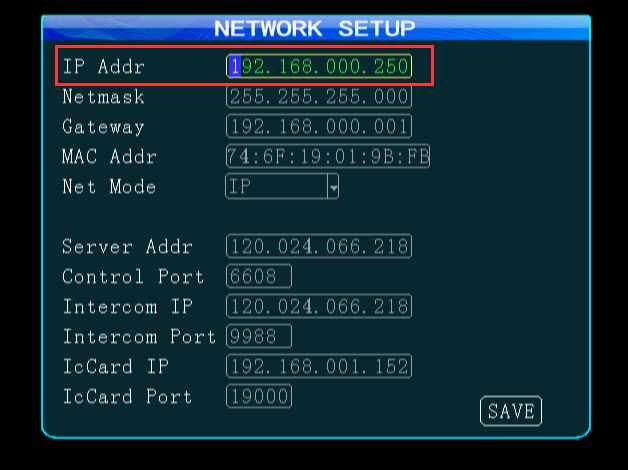 NETWORK SETUP
IP Addr 192.168.000.250
Netmask 255.255.255.000
Gateway 192.168.000.001
MAC Addr 74:6F:19:01:9B:FB
Net Mode IP
Server Addr 120.024.066.218
Control Port 6608
Intercom IP 120.024.066.218
Intercom Port 9988
IcCard IP 192.168.001.152
IcCard Port 19000
SAVE